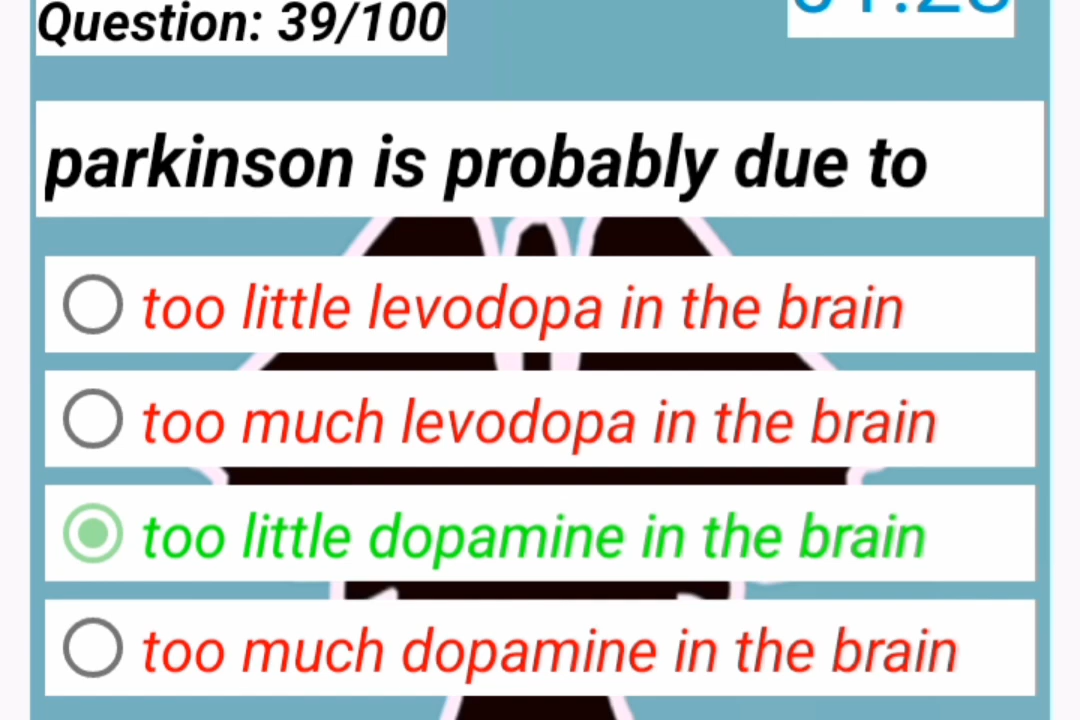 Question: 39/100
parkinson is probably due to
too little levodopa in the brain
too much levodopa in the brain
too little dopamine in the brain
too much dopamine in the brain